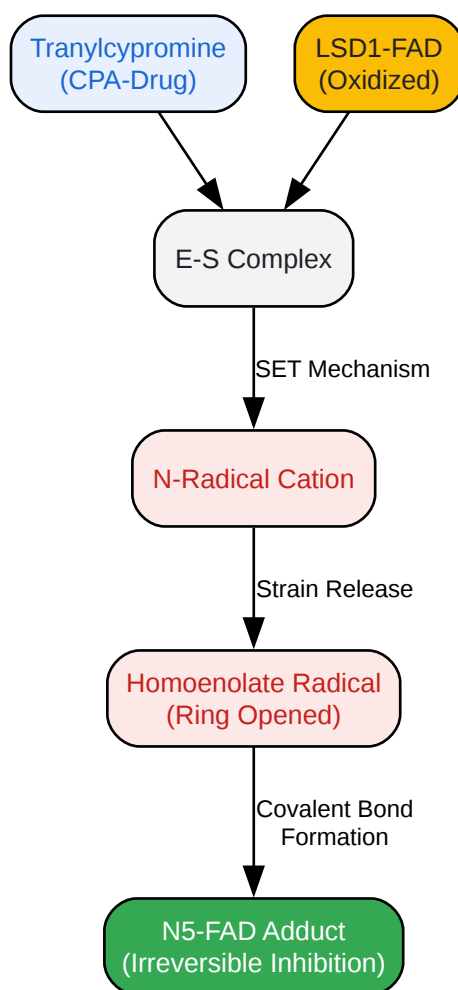 Tranylcypromine
(CPA-Drug)
LSD1-FAD
(Oxidized)
E-S Complex
SET Mechanism
N-Radical Cation
Strain Release
Homoenolate Radical
(Ring Opened)
Covalent Bond
Formation
N5-FAD Adduct
(Irreversible Inhibition)